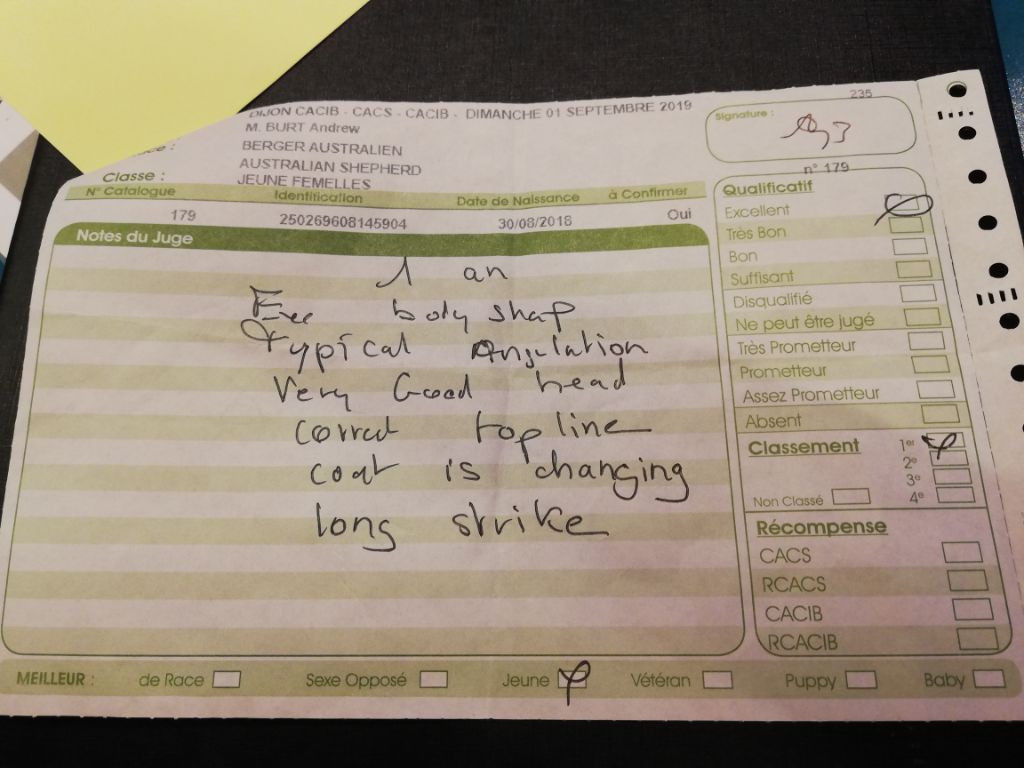 DIJON CACIB - CACS - CACIB - DIMANCHE 01 SEPTEMBRE 2019
M. BURT Andrew
BERGER AUSTRALIEN
AUSTRALIAN SHEPHERD
Classe : JEUNE FEMELLES
N° Catalogue Identification Date de Naissance à Confirmer
179 250269608145904 30/08/2018 Oui
Notes du Juge
1 an
Exc body shap
typical Angulation
Very Good head
correct topline
coat is changing
long strike
235
Signature :
n° 179
Qualificatif
Excellent
Très Bon
Bon
Suffisant
Disqualifié
Ne peut être jugé
Très Prometteur
Prometteur
Assez Prometteur
Absent
Classement 1er
2e
3e
Non Classé 4e
Récompense
CACS
RCACS
CACIB
RCACIB
MEILLEUR : de Race Sexe Opposé Jeune Vétéran Puppy Baby